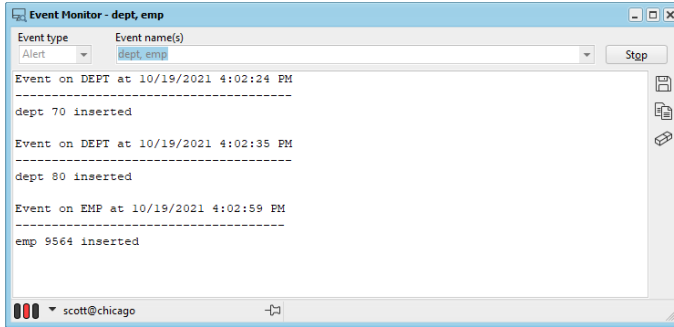 Event Monitor - dept, emp
Event type Event name(s)
Alert dept, emp Stop
Event on DEPT at 10/19/2021 4:02:24 PM
-------------------------------------
dept 70 inserted
Event on DEPT at 10/19/2021 4:02:35 PM
-------------------------------------
dept 80 inserted
Event on EMP at 10/19/2021 4:02:59 PM
------------------------------------
emp 9564 inserted
scott@chicago